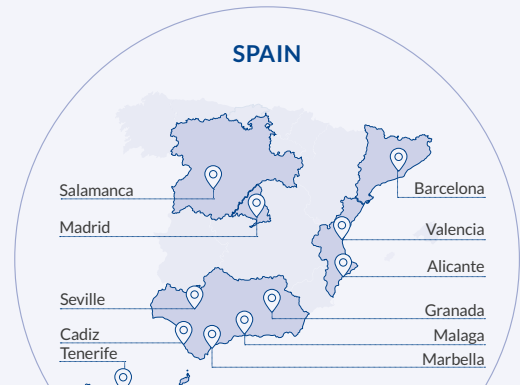 SPAIN
Salamanca
Barcelona
Madrid
Valencia
Alicante
Seville
Granada
Cadiz
Malaga
Tenerife
Marbella